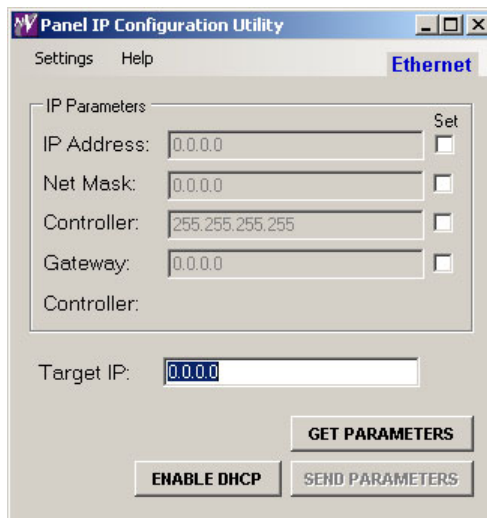 Panel IP Configuration Utility
Settings Help
Ethernet
IP Parameters
Set
IP Address: 0.0.0.0
Net Mask: 0.0.0.0
Controller: 255.255.255.255
Gateway: 0.0.0.0
Controller:
Target IP: 0.0.0.0
GET PARAMETERS
ENABLE DHCP SEND PARAMETERS